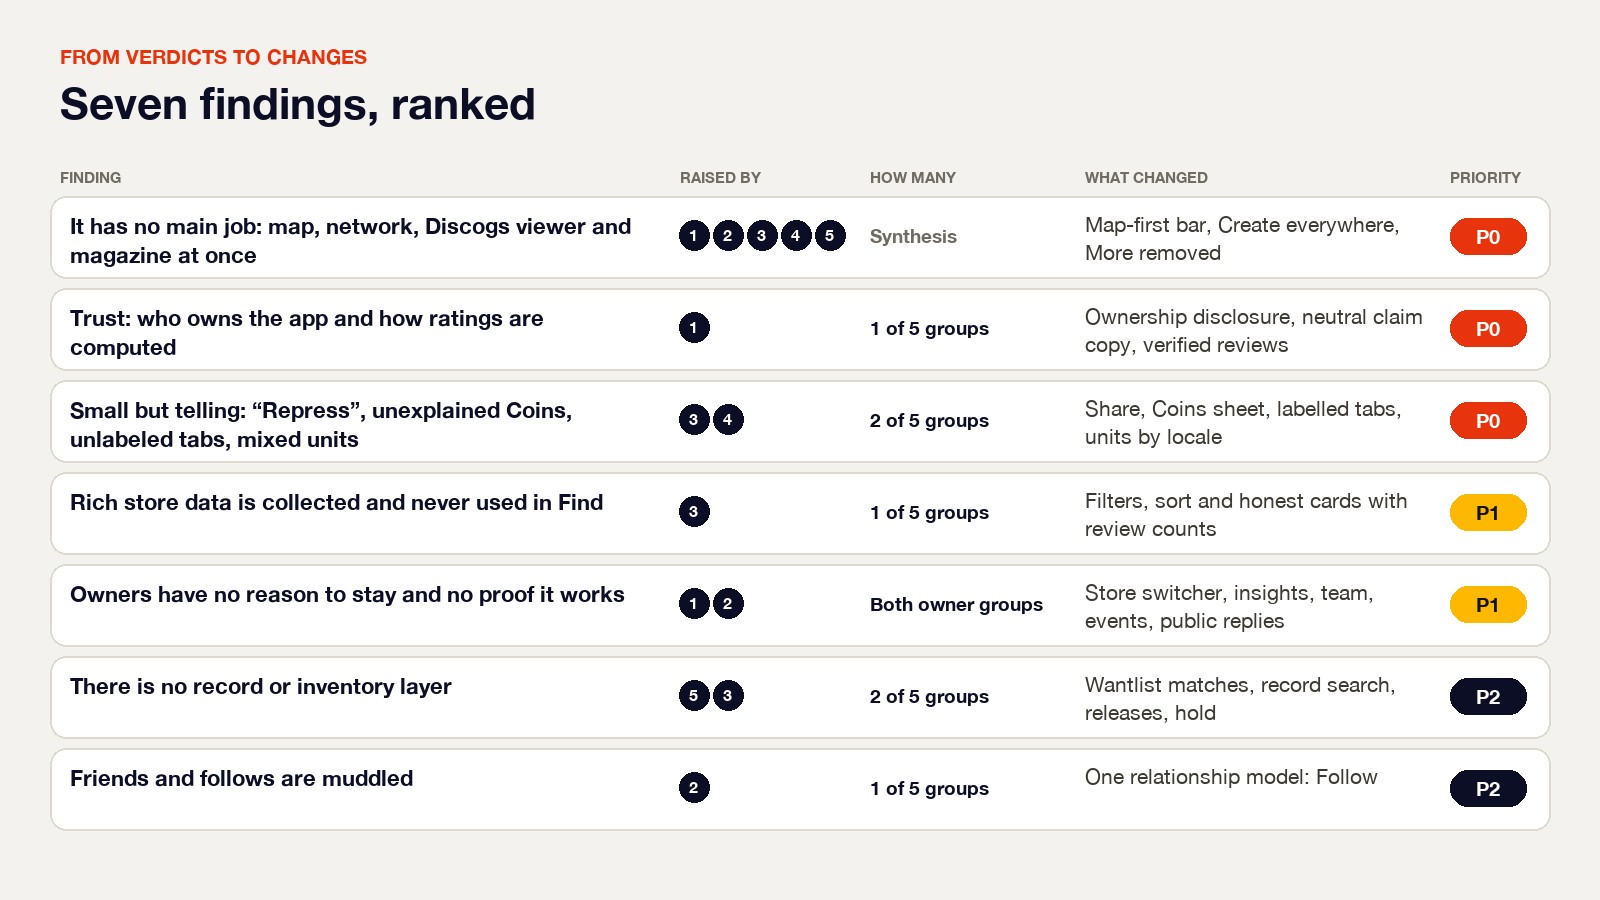 FROM VERDICTS TO CHANGES
Seven findings, ranked
FINDING RAISED BY HOW MANY WHAT CHANGED PRIORITY
It has no main job: map, network, Discogs viewer and
magazine at once
1 2 3 4 5
Synthesis
Map-first bar, Create everywhere,
More removed
P0
Trust: who owns the app and how ratings are
computed
1
1 of 5 groups
Ownership disclosure, neutral claim
copy, verified reviews
P0
Small but telling: “Repress”, unexplained Coins,
unlabeled tabs, mixed units
3 4
2 of 5 groups
Share, Coins sheet, labelled tabs,
units by locale
P0
Rich store data is collected and never used in Find
3
1 of 5 groups
Filters, sort and honest cards with
review counts
P1
Owners have no reason to stay and no proof it works
1 2
Both owner groups
Store switcher, insights, team,
events, public replies
P1
There is no record or inventory layer
5 3
2 of 5 groups
Wantlist matches, record search,
releases, hold
P2
Friends and follows are muddled
2
1 of 5 groups
One relationship model: Follow
P2